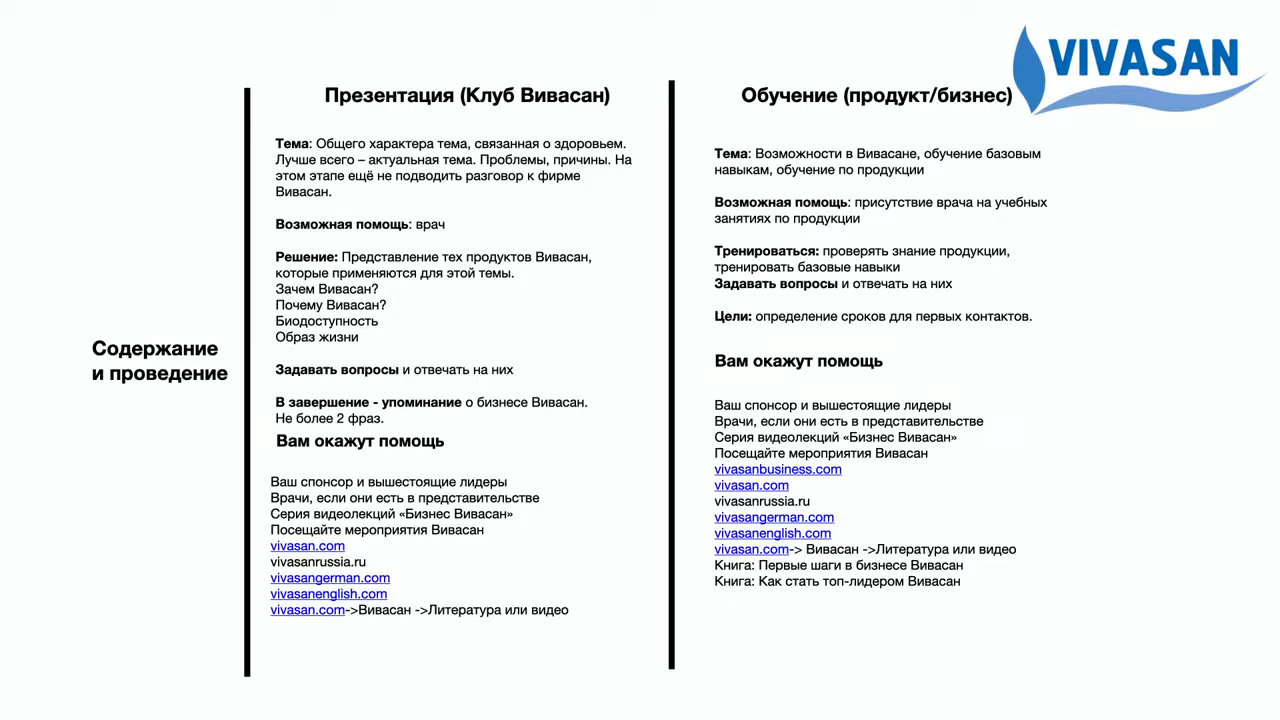 VIVASAN
Презентация (Клуб Вивасан)
Тема: Общего характера тема, связанная о здоровьем.
Лучше всего – актуальная тема. Проблемы, причины. На
этом этапе ещё не подводить разговор к фирме
Вивасан.
Возможная помощь: врач
Решение: Представление тех продуктов Вивасан,
которые применяются для этой темы.
Зачем Вивасан?
Почему Вивасан?
Биодоступность
Образ жизни
Содержание
и проведение
Задавать вопросы и отвечать на них
В завершение - упоминание о бизнесе Вивасан.
Не более 2 фраз.
Вам окажут помощь
Ваш спонсор и вышестоящие лидеры
Врачи, если они есть в представительстве
Серия видеолекций «Бизнес Вивасан»
Посещайте мероприятия Вивасан
vivasan.com
vivasanrussia.ru
vivasangerman.com
vivasanenglish.com
vivasan.com->Вивасан ->Литература или видео
Обучение (продукт/бизнес)
Тема: Возможности в Вивасане, обучение базовым
навыкам, обучение по продукции
Возможная помощь: присутствие врача на учебных
занятиях по продукции
Тренироваться: проверять знание продукции,
тренировать базовые навыки
Задавать вопросы и отвечать на них
Цели: определение сроков для первых контактов.
Вам окажут помощь
Ваш спонсор и вышестоящие лидеры
Врачи, если они есть в представительстве
Серия видеолекций «Бизнес Вивасан»
Посещайте мероприятия Вивасан
vivasanbusiness.com
vivasan.com
vivasanrussia.ru
vivasangerman.com
vivasanenglish.com
vivasan.com-> Вивасан ->Литература или видео
Книга: Первые шаги в бизнесе Вивасан
Книга: Как стать топ-лидером Вивасан